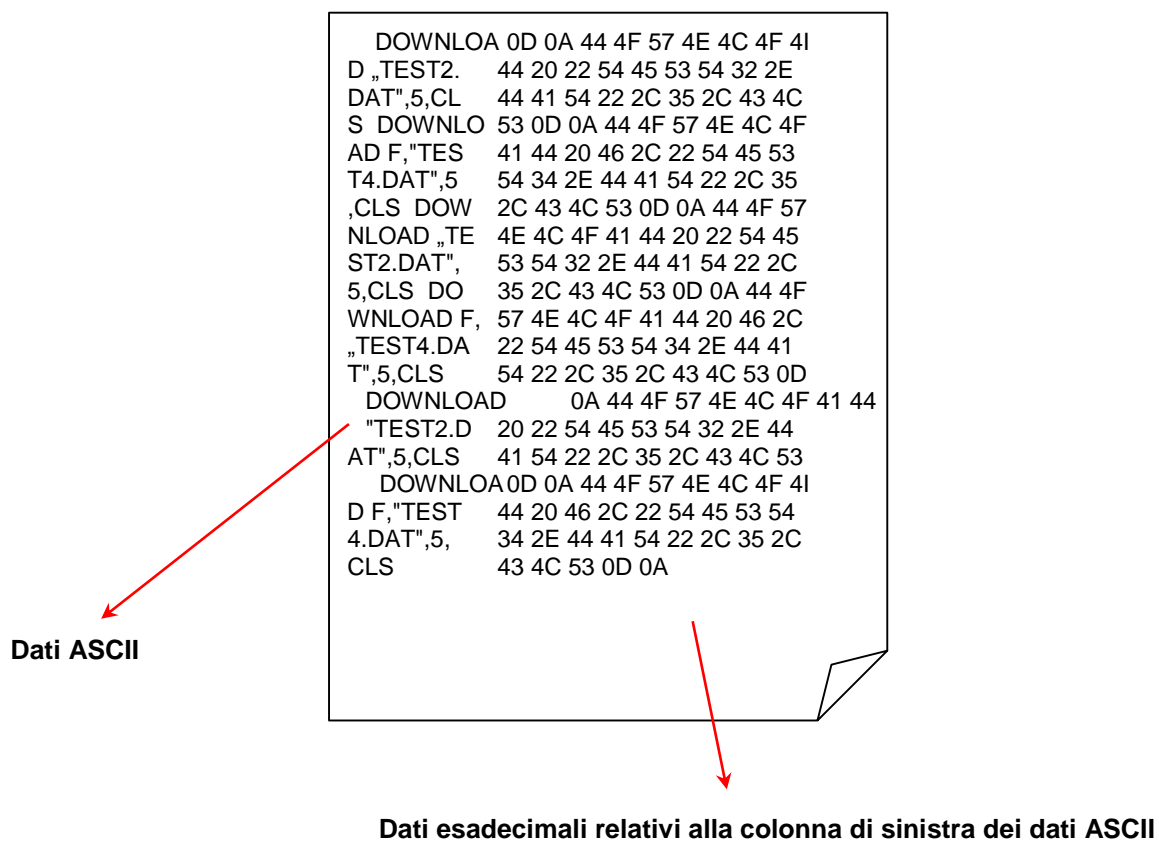 DOWNLOA 0D 0A 44 4F 57 4E 4C 4F 4I
D „TEST2. 44 20 22 54 45 53 54 32 2E
DAT",5,CL 44 41 54 22 2C 35 2C 43 4C
S DOWNLO 53 0D 0A 44 4F 57 4E 4C 4F
AD F,"TES 41 44 20 46 2C 22 54 45 53
T4.DAT",5 54 34 2E 44 41 54 22 2C 35
,CLS DOW 2C 43 4C 53 0D 0A 44 4F 57
NLOAD „TE 4E 4C 4F 41 44 20 22 54 45
ST2.DAT", 53 54 32 2E 44 41 54 22 2C
5,CLS DO 35 2C 43 4C 53 0D 0A 44 4F
WNLOAD F, 57 4E 4C 4F 41 44 20 46 2C
„TEST4.DA 22 54 45 53 54 34 2E 44 41
T",5,CLS 54 22 2C 35 2C 43 4C 53 0D
DOWNLOAD 0A 44 4F 57 4E 4C 4F 41 44
"TEST2.D 20 22 54 45 53 54 32 2E 44
AT",5,CLS 41 54 22 2C 35 2C 43 4C 53
DOWNLOA 0D 0A 44 4F 57 4E 4C 4F 4I
D F,"TEST 44 20 46 2C 22 54 45 53 54
4.DAT",5, 34 2E 44 41 54 22 2C 35 2C
CLS 43 4C 53 0D 0A
Dati ASCII
Dati esadecimali relativi alla colonna di sinistra dei dati ASCII